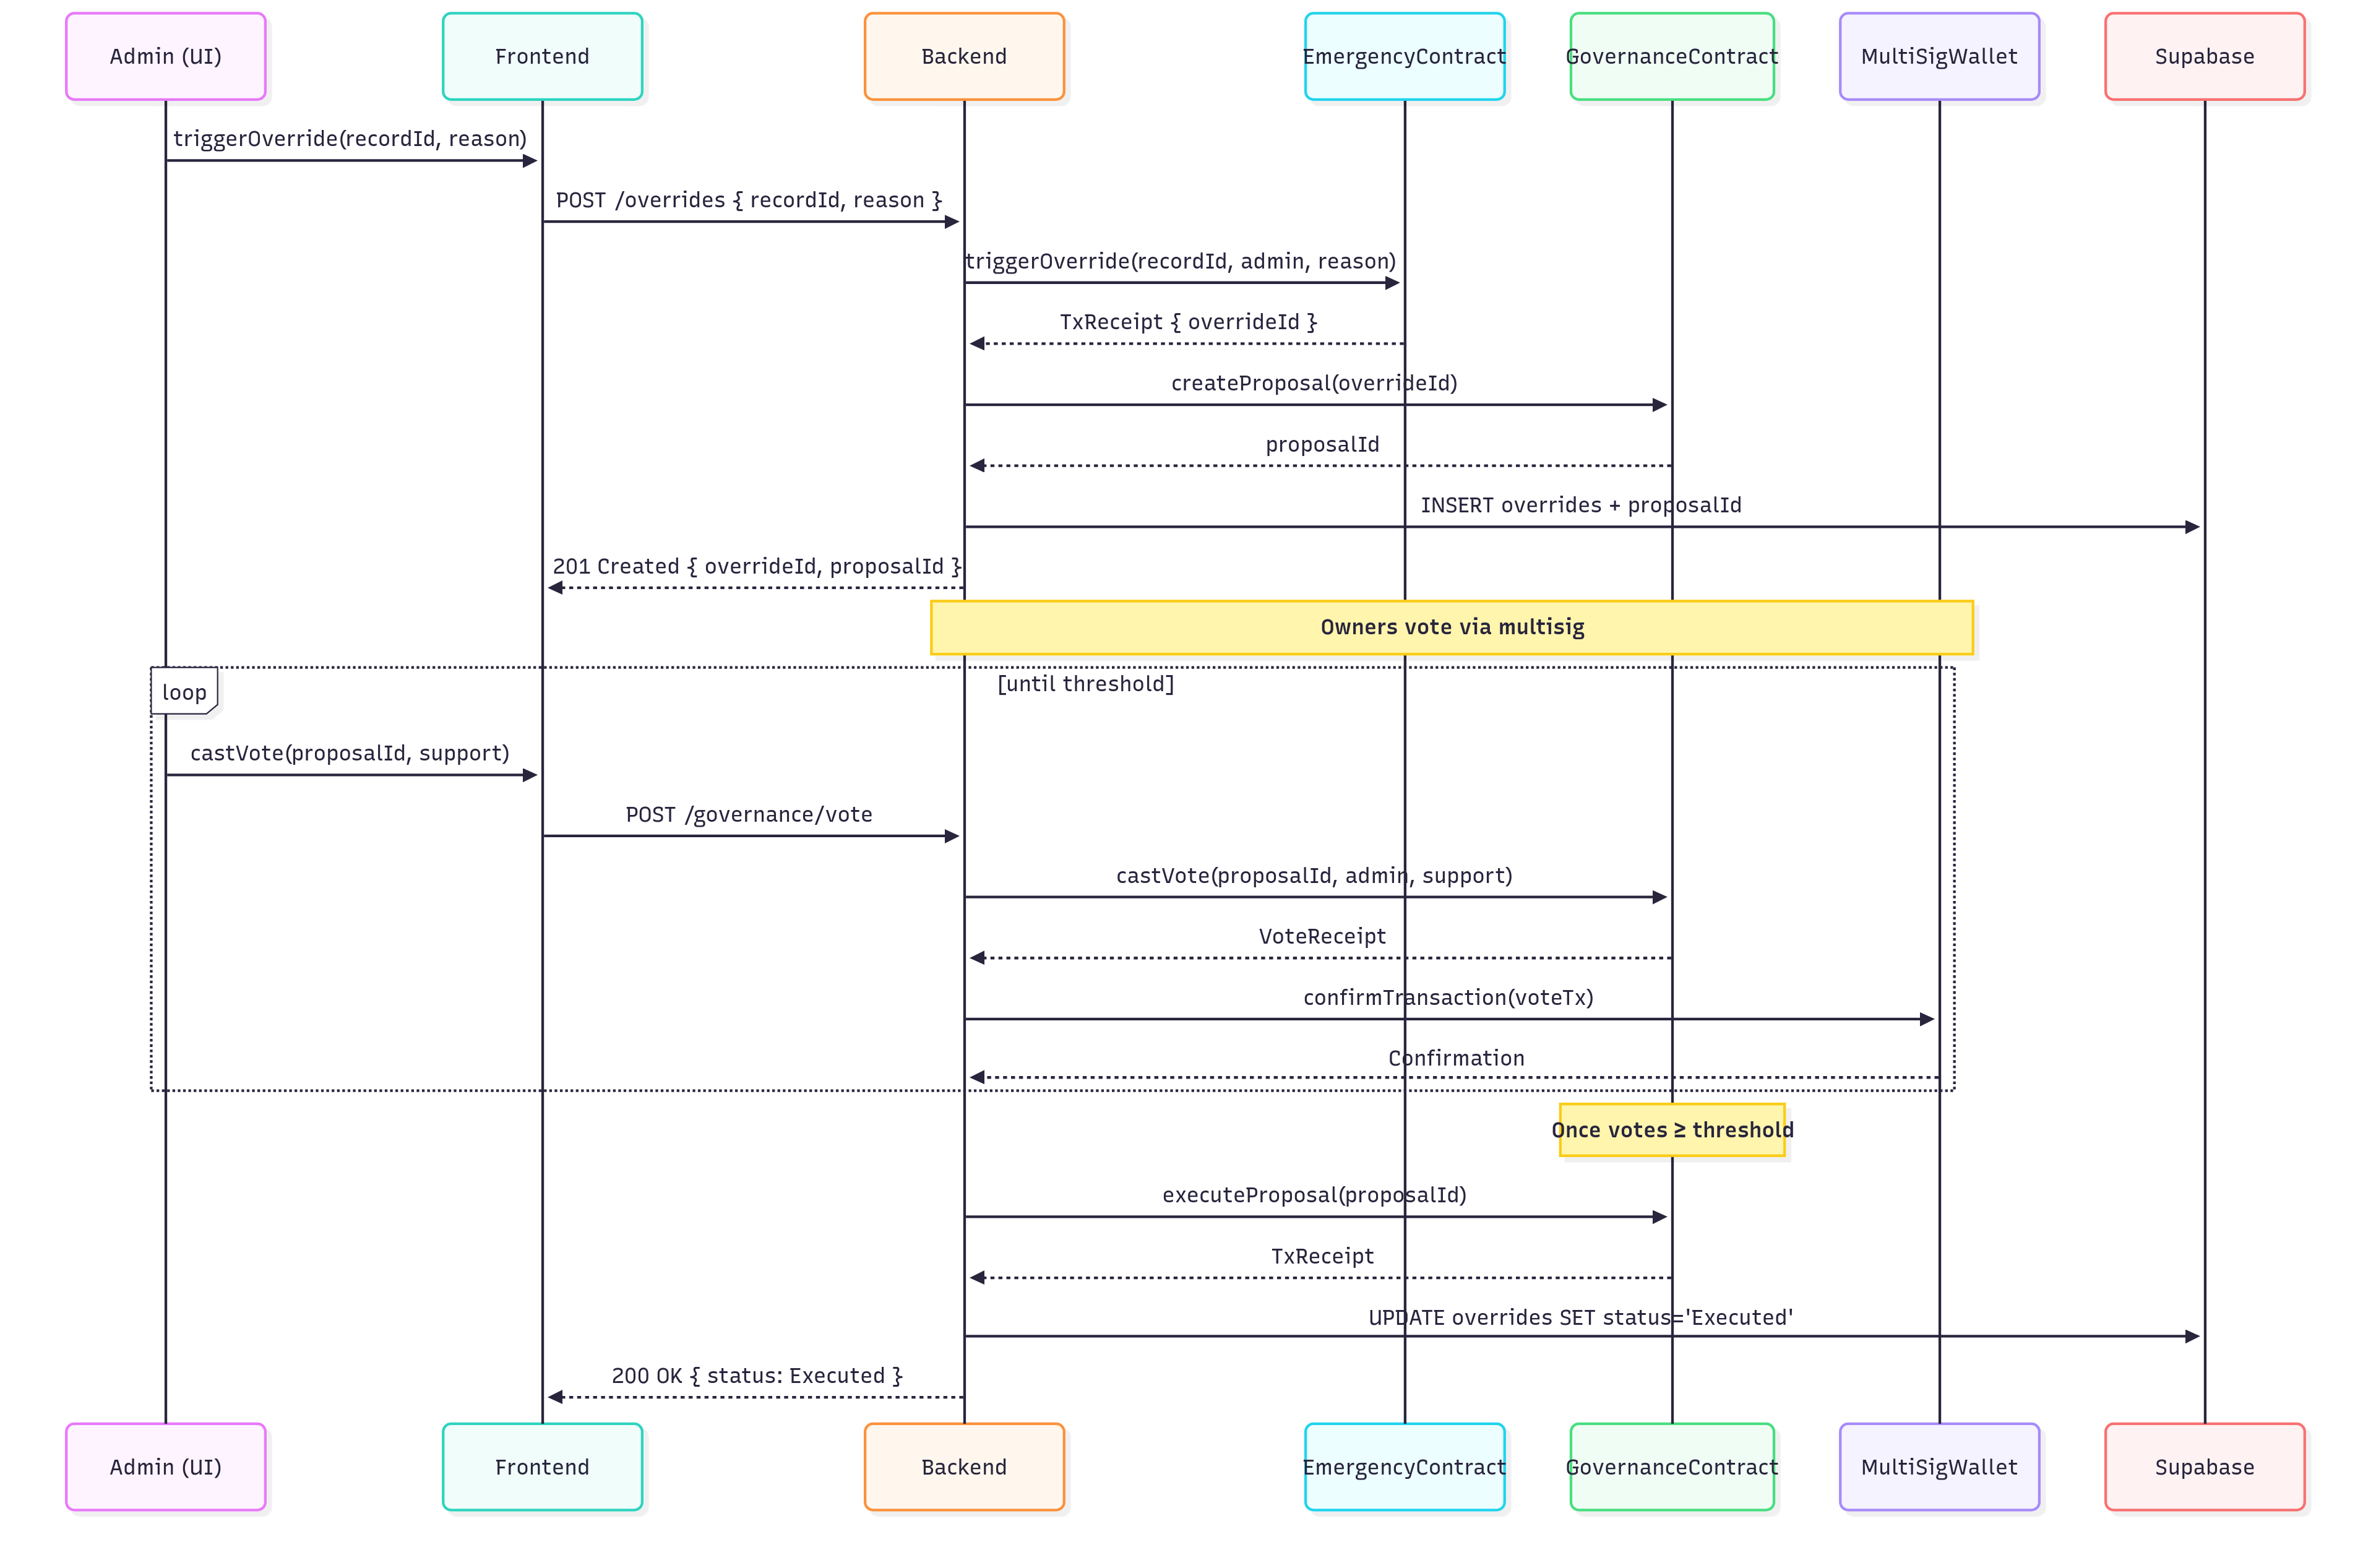 Admin (UI)
Frontend
Backend
EmergencyContract
GovernanceContract
MultiSigWallet
Supabase
triggerOverride(recordId, reason)
POST /overrides { recordId, reason }
triggerOverride(recordId, admin, reason)
TxReceipt { overrideId }
createProposal(overrideId)
proposalId
INSERT overrides + proposalId
201 Created { overrideId, proposalId }
Owners vote via multisig
loop
[until threshold]
castVote(proposalId, support)
POST /governance/vote
castVote(proposalId, admin, support)
VoteReceipt
confirmTransaction(voteTx)
Confirmation
Once votes ≥ threshold
executeProposal(proposalId)
TxReceipt
UPDATE overrides SET status='Executed'
200 OK { status: Executed }
Admin (UI)
Frontend
Backend
EmergencyContract
GovernanceContract
MultiSigWallet
Supabase